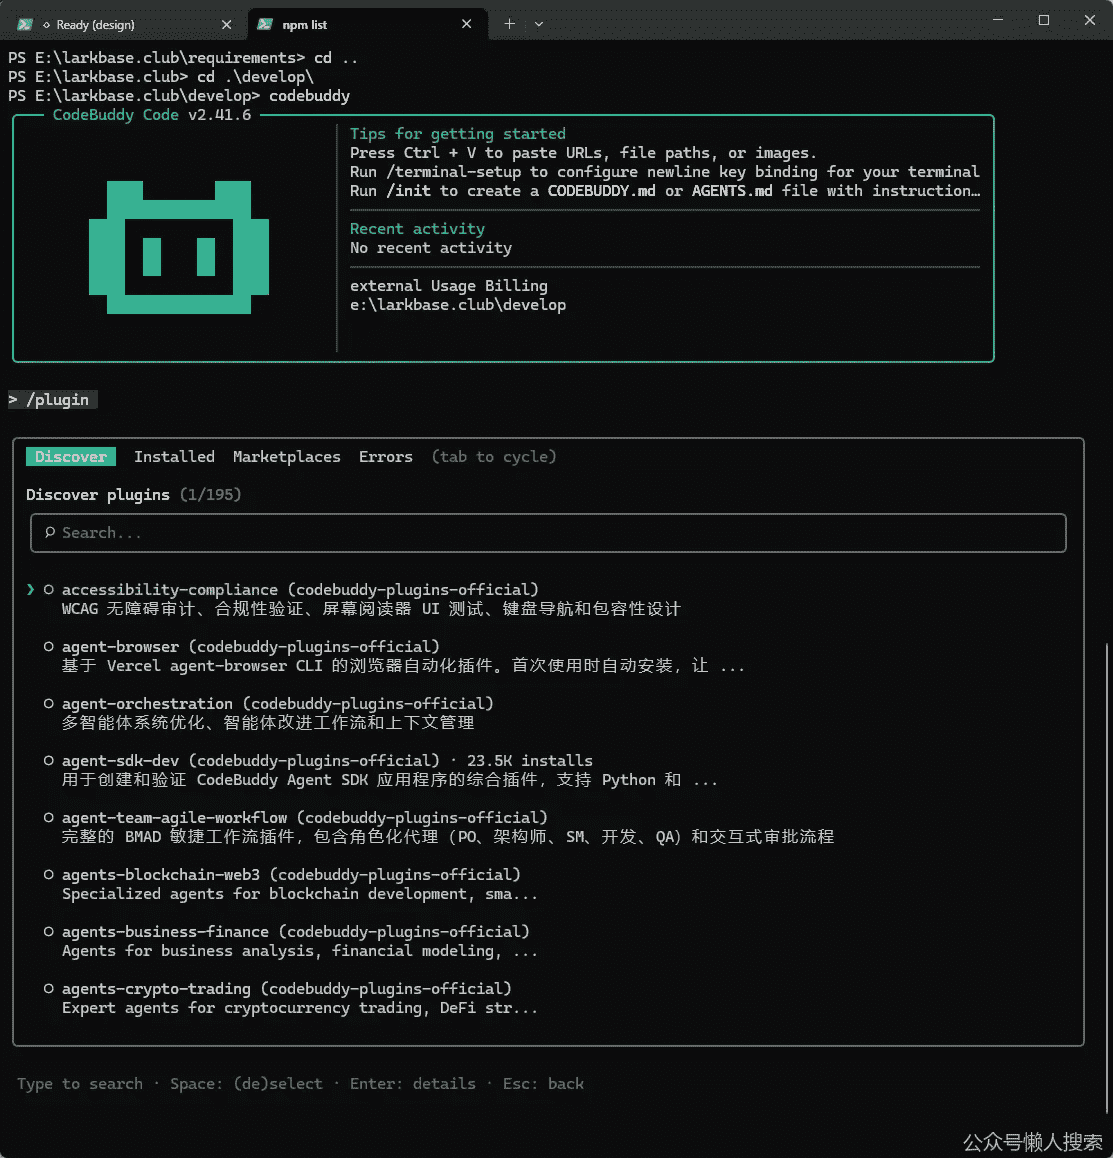 Ready (design)
npm list
PS E:\larkbase.club\requirements> cd ..
PS E:\larkbase.club> cd .\develop\
PS E:\larkbase.club\develop> codebuddy
CodeBuddy Code v2.41.6
Tips for getting started
Press Ctrl + V to paste URLs, file paths, or images.
Run /terminal-setup to configure newline key binding for your terminal
Run /init to create a CODEBUDDY.md or AGENTS.md file with instruction…
Recent activity
No recent activity
external Usage Billing
e:\larkbase.club\develop
> /plugin
Discover Installed Marketplaces Errors (tab to cycle)
Discover plugins (1/195)
Search...
❯ ○ accessibility-compliance (codebuddy-plugins-official)
WCAG 无障碍审计、合规性验证、屏幕阅读器 UI 测试、键盘导航和包容性设计
○ agent-browser (codebuddy-plugins-official)
基于 Vercel agent-browser CLI 的浏览器自动化插件。首次使用时自动安装，让 ...
○ agent-orchestration (codebuddy-plugins-official)
多智能体系统优化、智能体改进工作流和上下文管理
○ agent-sdk-dev (codebuddy-plugins-official) · 23.5K installs
用于创建和验证 CodeBuddy Agent SDK 应用程序的综合插件，支持 Python 和 ...
○ agent-team-agile-workflow (codebuddy-plugins-official)
完整的 BMAD 敏捷工作流插件，包含角色化代理（PO、架构师、SM、开发、QA）和交互式审批流程
○ agents-blockchain-web3 (codebuddy-plugins-official)
Specialized agents for blockchain development, sma...
○ agents-business-finance (codebuddy-plugins-official)
Agents for business analysis, financial modeling, ...
○ agents-crypto-trading (codebuddy-plugins-official)
Expert agents for cryptocurrency trading, DeFi str...
Type to search · Space: (de)select · Enter: details · Esc: back
公众号懒人搜索